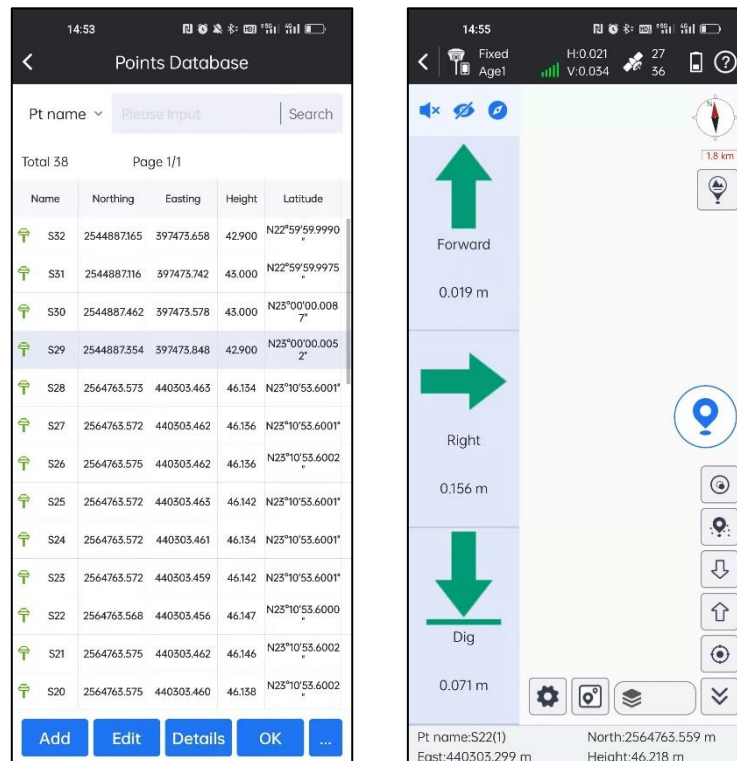 14:53
Points Database
Pt name Please Input Search
Total 38 Page 1/1
Name Northing Easting Height Latitude
S32 2544887.165 397473.658 42.900 N22°59'59.9990"
S31 2544887.116 397473.742 43.000 N22°59'59.9975"
S30 2544887.462 397473.578 43.000 N23°00'00.0087"
S29 2544887.354 397473.848 42.900 N23°00'00.0052"
S28 2564763.573 440303.463 46.134 N23°10'53.6001"
S27 2564763.572 440303.462 46.136 N23°10'53.6001"
S26 2564763.575 440303.462 46.136 N23°10'53.6002"
S25 2564763.572 440303.463 46.142 N23°10'53.6001"
S24 2564763.572 440303.461 46.134 N23°10'53.6001"
S23 2564763.572 440303.459 46.142 N23°10'53.6001"
S22 2564763.568 440303.456 46.147 N23°10'53.6000"
S21 2564763.575 440303.462 46.146 N23°10'53.6002"
S20 2564763.575 440303.460 46.138 N23°10'53.6002"
Add Edit Details OK ...
14:55
Fixed H:0.021 27
Age1 V:0.034 36
N
1.8 km
Forward
0.019 m
Right
0.156 m
Dig
0.071 m
Pt name:S22(1) North:2564763.559 m
East:440303.299 m Height:46.218 m